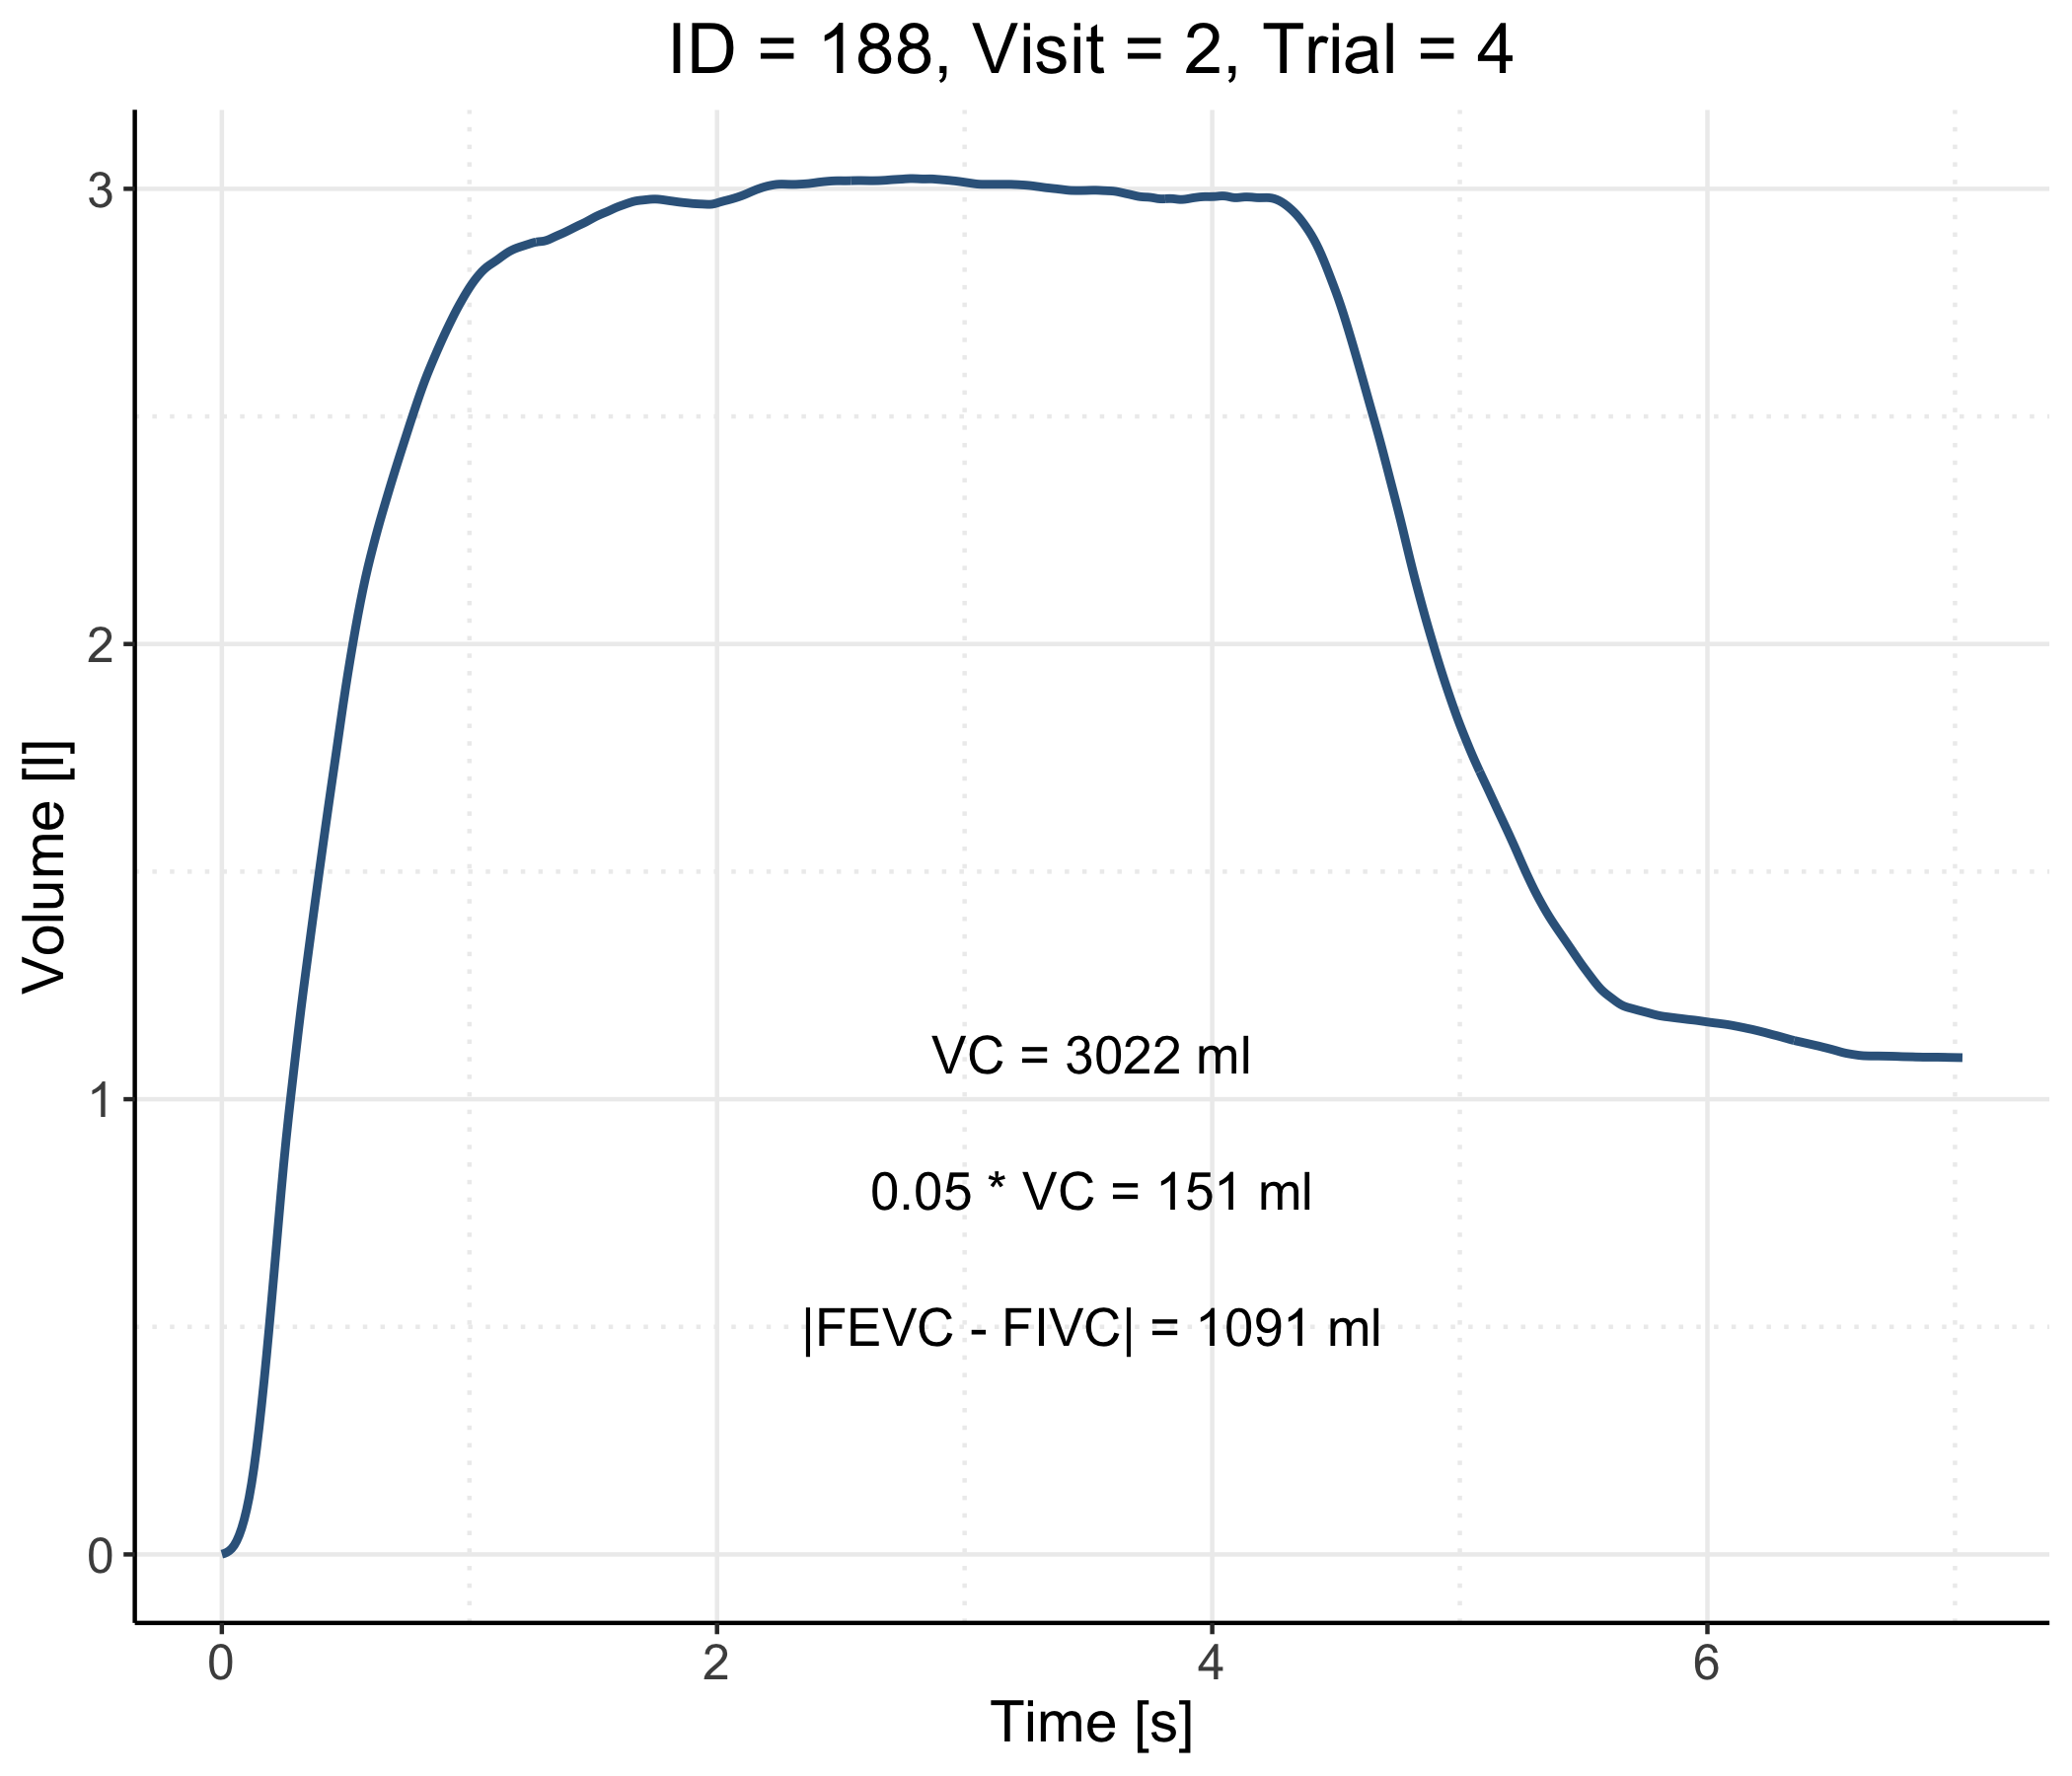 ID = 188, Visit = 2, Trial = 4
3
2
1
0
Volume [l]
VC = 3022 ml
0.05 * VC = 151 ml
|FEVC - FIVC| = 1091 ml
0
2
4
6
Time [s]